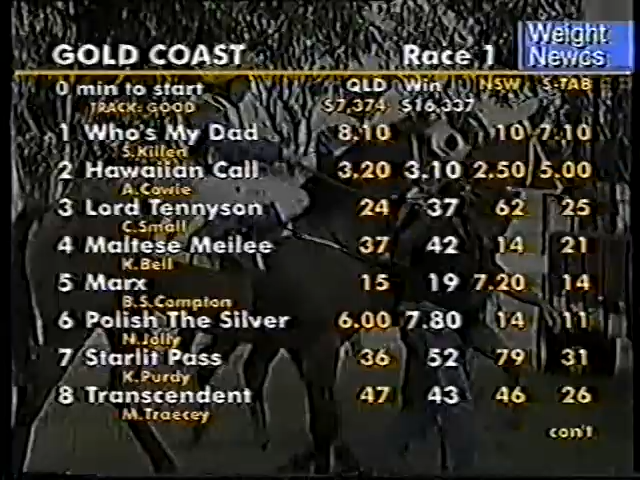 GOLD COAST Race 1 Weight Newcs
0 min to start QLD Win NSW S-TAB
TRACK: GOOD $7,374 $16,337
1 Who's My Dad 8.10 10 7.10
S.Killen
2 Hawaiian Call 3.20 3.10 2.50 5.00
A.Cowie
3 Lord Tennyson 24 37 62 25
C.Small
4 Maltese Meilee 37 42 14 21
K.Bell
5 Marx 15 19 7.20 14
B.S.Compton
6 Polish The Silver 6.00 7.80 14 11
N.Jolly
7 Starlit Pass 36 52 79 31
K.Purdy
8 Transcendent 47 43 46 26
M.Traecey
con't